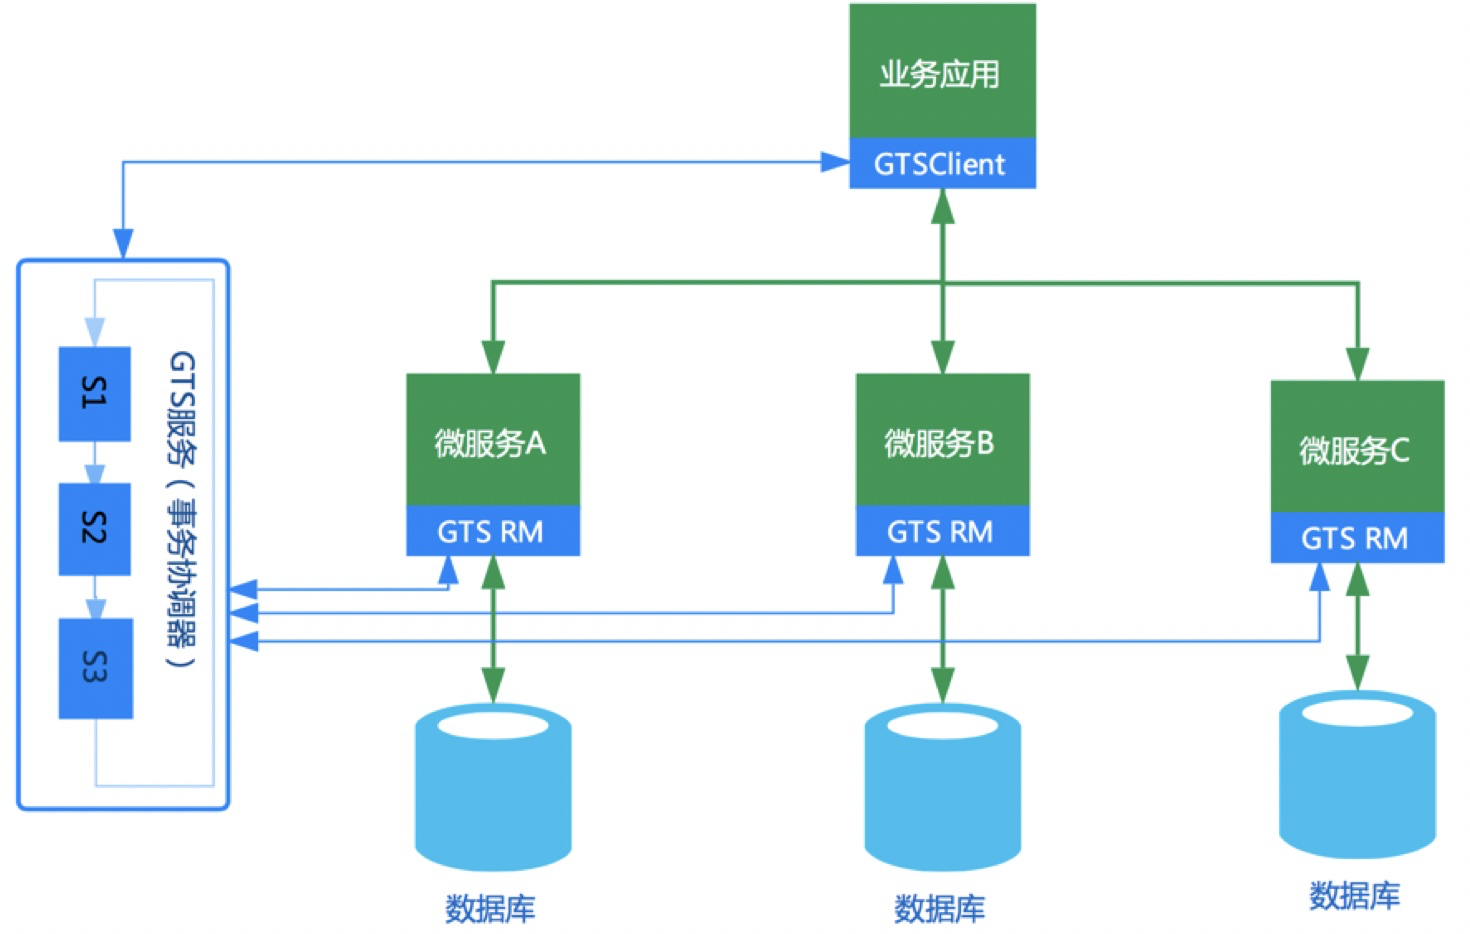 业务应用
GTSClient
S1
S2
S3
GTS服务（事务协调器）
微服务A
GTS RM
微服务B
GTS RM
微服务C
GTS RM
数据库
数据库
数据库